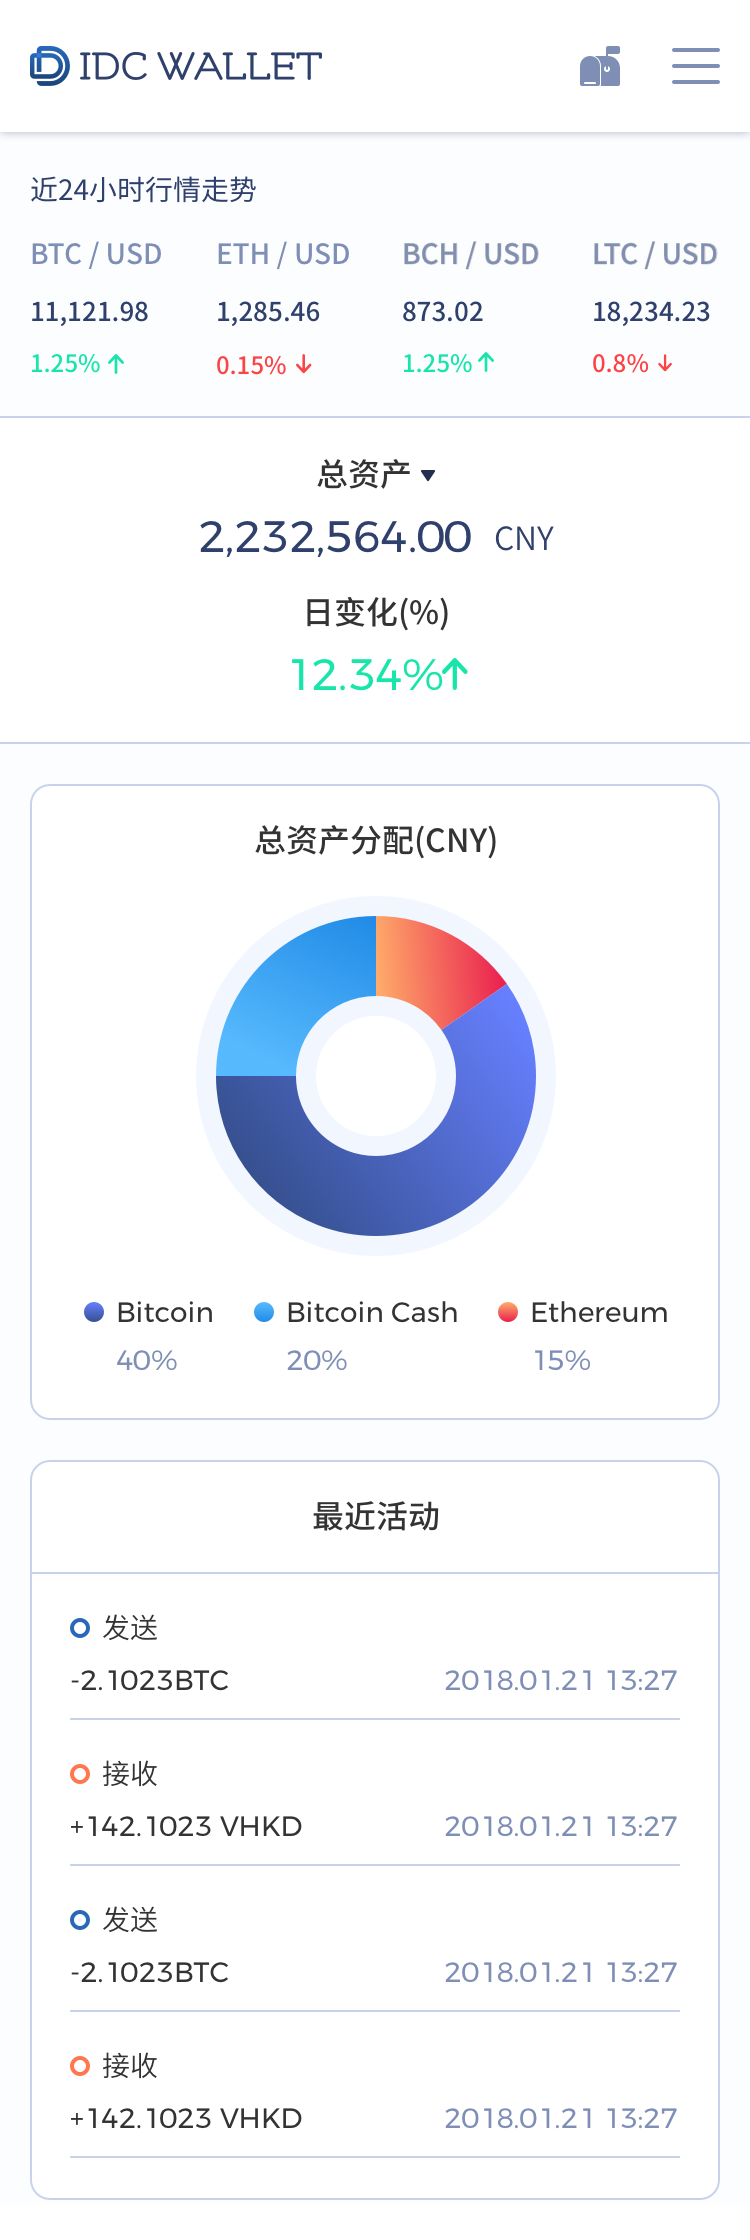 IDC WALLET
近24小时行情走势
BTC / USD ETH / USD BCH / USD LTC / USD
11,121.98 1,285.46 873.02 18,234.23
1.25% ↑ 0.15% ↓ 1.25% ↑ 0.8% ↓
总资产
2,232,564.00 CNY
日变化(%)
12.34%↑
总资产分配(CNY)
Bitcoin Bitcoin Cash Ethereum
40% 20% 15%
最近活动
发送
-2.1023BTC 2018.01.21 13:27
接收
+142.1023 VHKD 2018.01.21 13:27
发送
-2.1023BTC 2018.01.21 13:27
接收
+142.1023 VHKD 2018.01.21 13:27